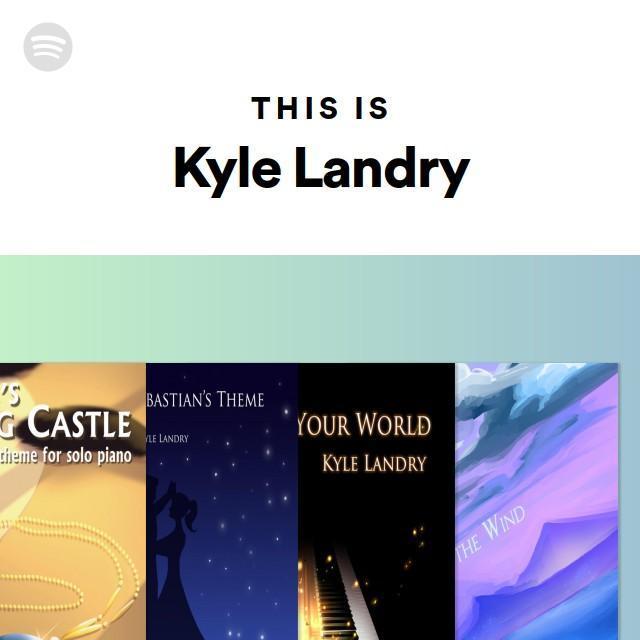 THIS IS
Kyle Landry
'S
G CASTLE
theme for solo piano
BASTIAN'S THEME
YLE LANDRY
YOUR WORLD
KYLE LANDRY
THE WIND